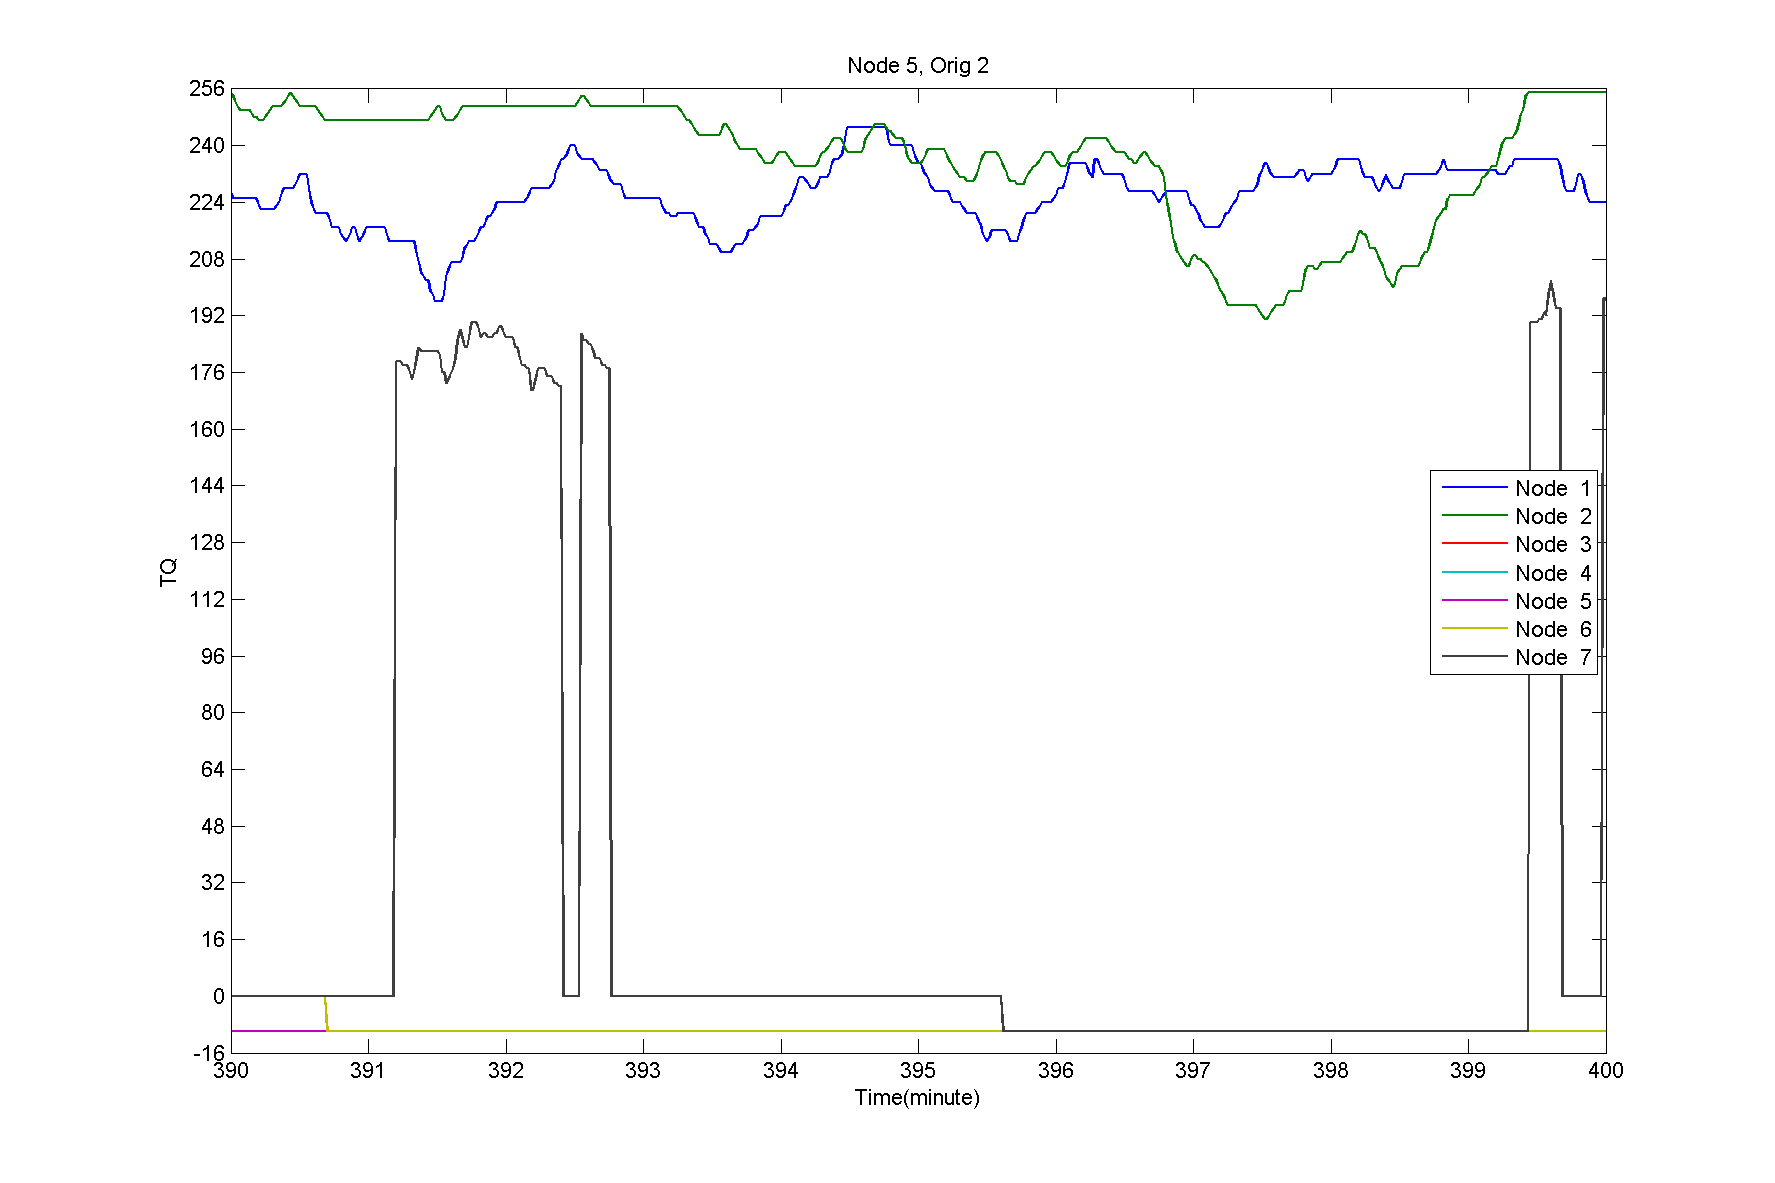 Node 5, Orig 2
256
240
224
208
192
176
160
144
128
112
96
80
64
48
32
16
0
-16
TQ
Node 1
Node 2
Node 3
Node 4
Node 5
Node 6
Node 7
390 391 392 393 394 395 396 397 398 399 400
Time(minute)